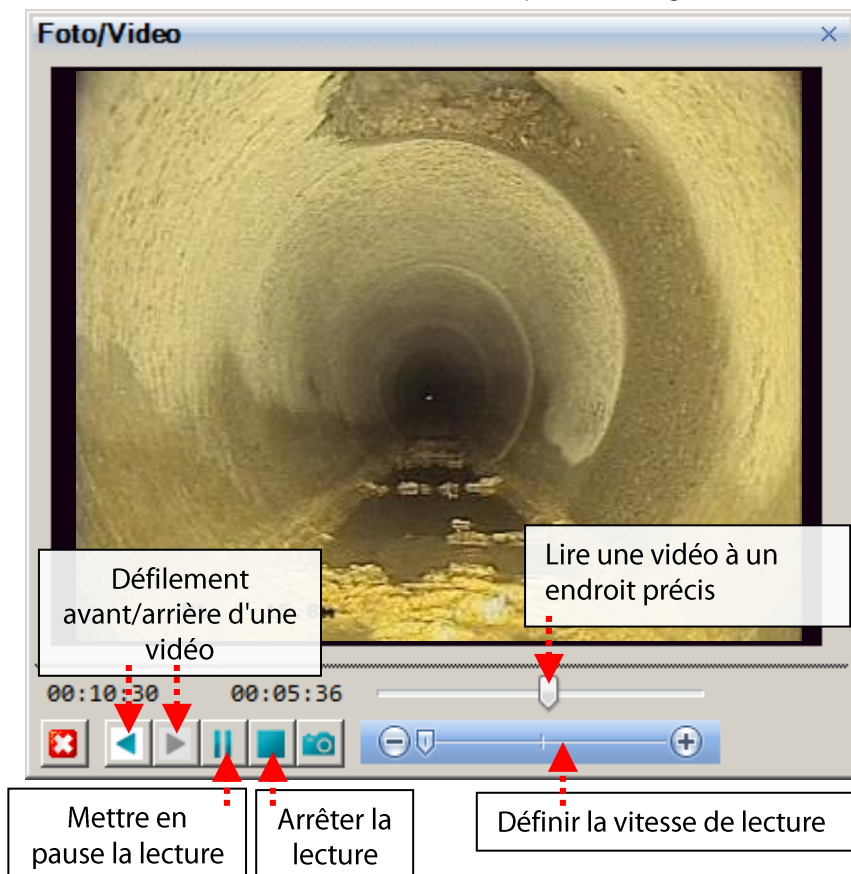 Foto/Video
Lire une vidéo à un
endroit précis
Défilement
avant/arrière d'une
vidéo
00:10:30 00:05:36
Mettre en
pause la lecture
Arrêter la
lecture
Définir la vitesse de lecture